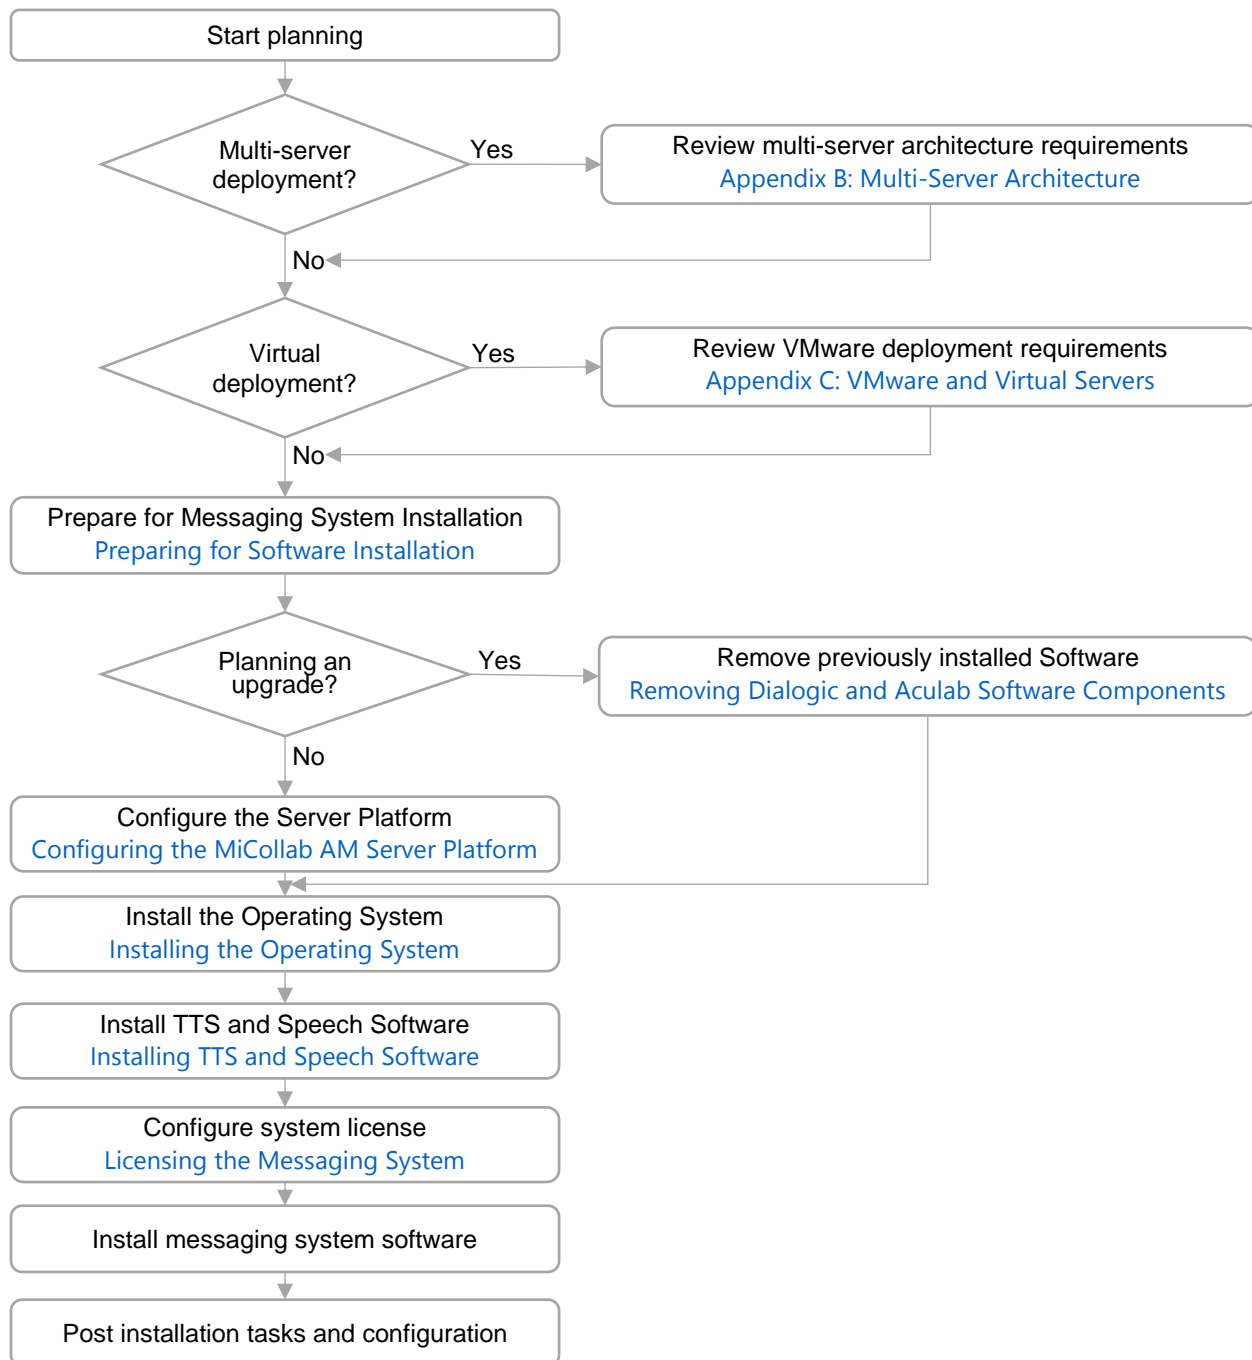 Start planning
Multi-server
deployment?
Yes
Review multi-server architecture requirements
Appendix B: Multi-Server Architecture
No
Virtual
deployment?
Yes
Review VMware deployment requirements
Appendix C: VMware and Virtual Servers
No
Prepare for Messaging System Installation
Preparing for Software Installation
Planning an
upgrade?
Yes
Remove previously installed Software
Removing Dialogic and Aculab Software Components
No
Configure the Server Platform
Configuring the MiCollab AM Server Platform
Install the Operating System
Installing the Operating System
Install TTS and Speech Software
Installing TTS and Speech Software
Configure system license
Licensing the Messaging System
Install messaging system software
Post installation tasks and configuration